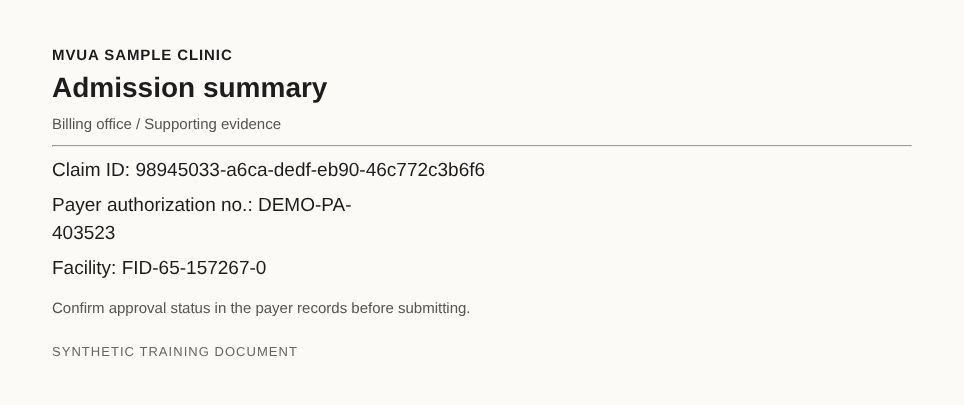 MVUA SAMPLE CLINIC
Admission summary
Billing office / Supporting evidence
Claim ID: 98945033-a6ca-dedf-eb90-46c772c3b6f6
Payer authorization no.: DEMO-PA-
403523
Facility: FID-65-157267-0
Confirm approval status in the payer records before submitting.
SYNTHETIC TRAINING DOCUMENT